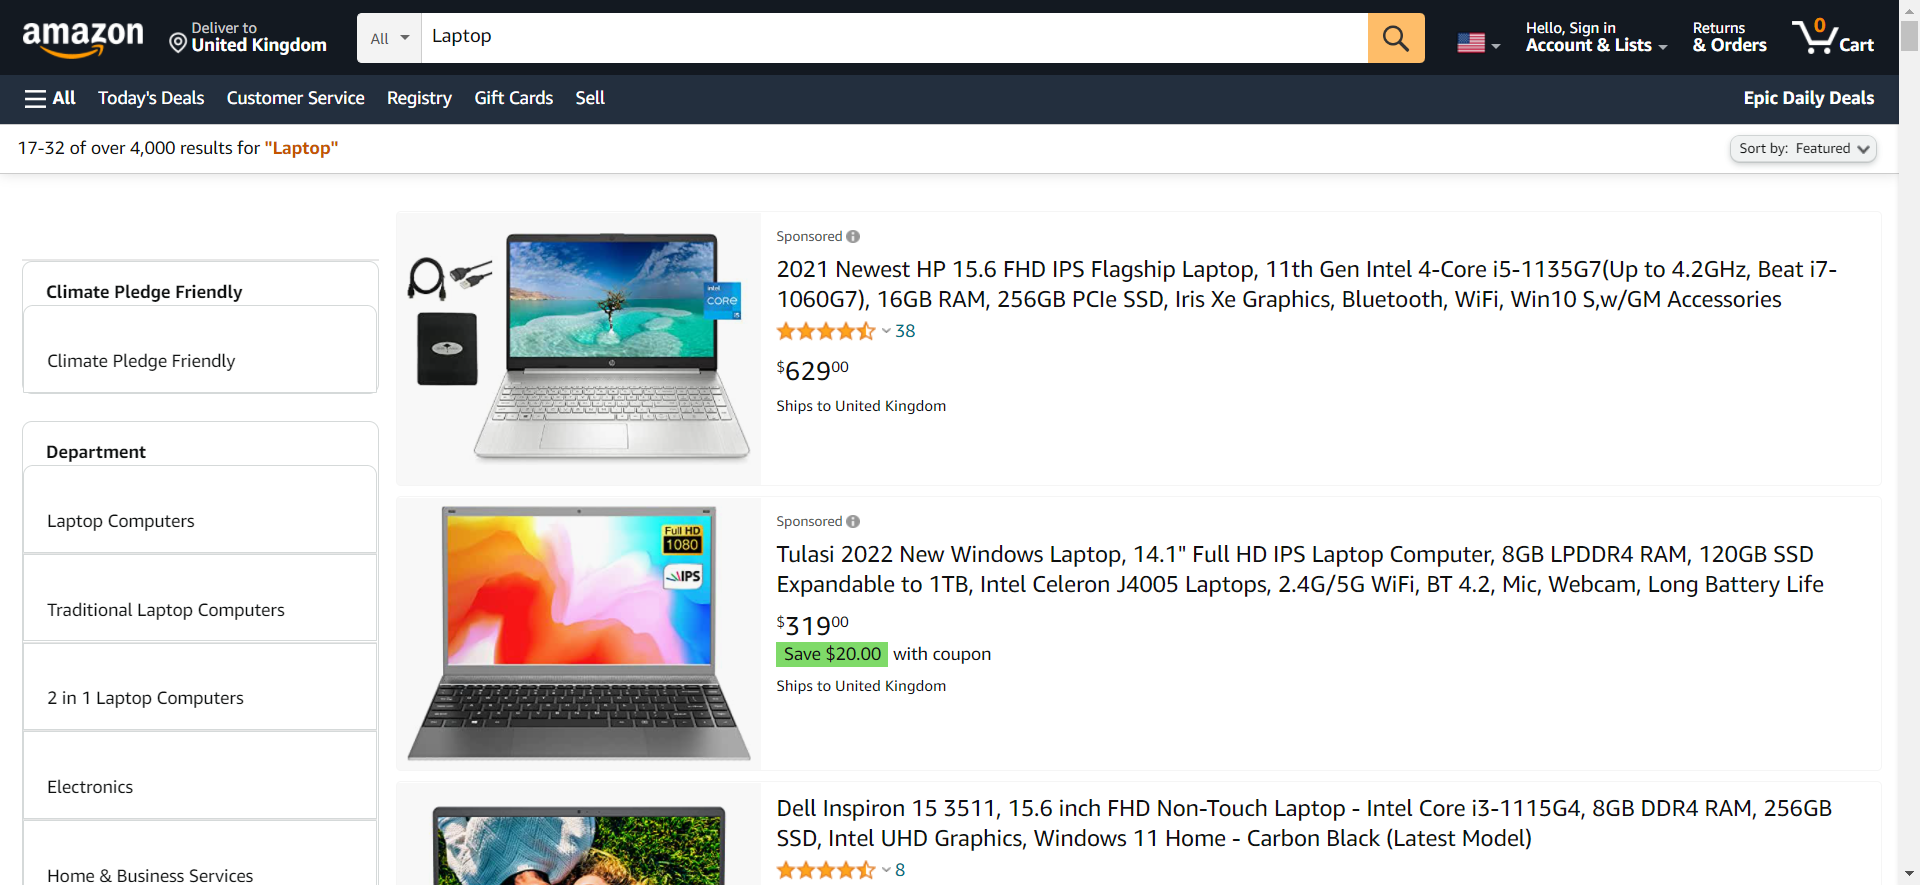 amazon
Deliver to
United Kingdom
All
Laptop
Hello, Sign in
Account & Lists
Returns
& Orders
0
Cart
All
Today's Deals
Customer Service
Registry
Gift Cards
Sell
Epic Daily Deals
17-32 of over 4,000 results for "Laptop"
Sort by: Featured
Climate Pledge Friendly
Climate Pledge Friendly
Department
Laptop Computers
Traditional Laptop Computers
2 in 1 Laptop Computers
Electronics
Home & Business Services
intel
CORE
i5
hp
Sponsored
2021 Newest HP 15.6 FHD IPS Flagship Laptop, 11th Gen Intel 4-Core i5-1135G7(Up to 4.2GHz, Beat i7-
1060G7), 16GB RAM, 256GB PCIe SSD, Iris Xe Graphics, Bluetooth, WiFi, Win10 S,w/GM Accessories
38
$62900
Ships to United Kingdom
Full HD
1080
IPS
Sponsored
Tulasi 2022 New Windows Laptop, 14.1" Full HD IPS Laptop Computer, 8GB LPDDR4 RAM, 120GB SSD
Expandable to 1TB, Intel Celeron J4005 Laptops, 2.4G/5G WiFi, BT 4.2, Mic, Webcam, Long Battery Life
$31900
Save $20.00 with coupon
Ships to United Kingdom
Dell Inspiron 15 3511, 15.6 inch FHD Non-Touch Laptop - Intel Core i3-1115G4, 8GB DDR4 RAM, 256GB
SSD, Intel UHD Graphics, Windows 11 Home - Carbon Black (Latest Model)
8